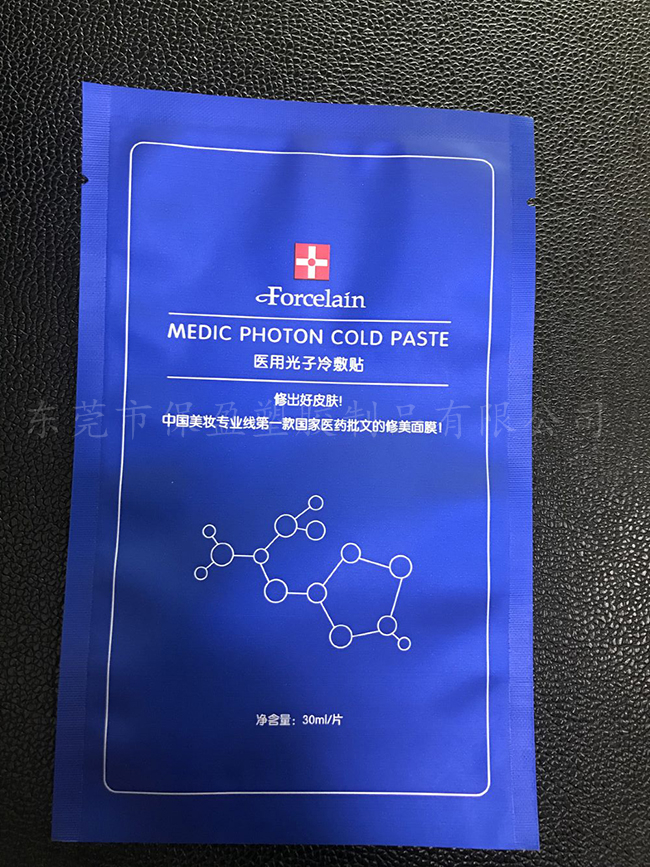 Forcelain
MEDIC PHOTON COLD PASTE
医用光子冷敷贴
修出好皮肤!
东莞市保盈塑胶制品有限公司
中国美妆专业线第一款国家医药批文的修美面膜!
净含量：30ml/片